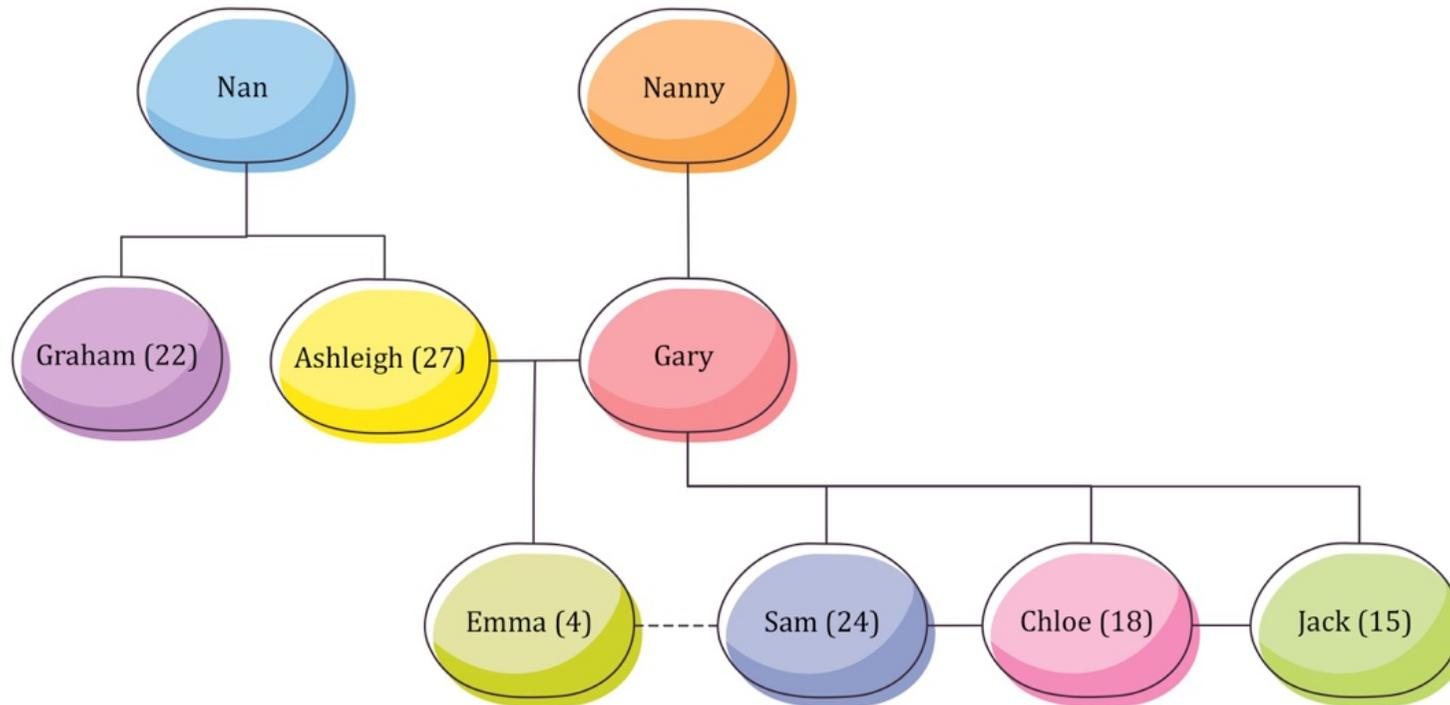 Nan
Nanny
Graham (22)
Ashleigh (27)
Gary
Emma (4)
Sam (24)
Chloe (18)
Jack (15)